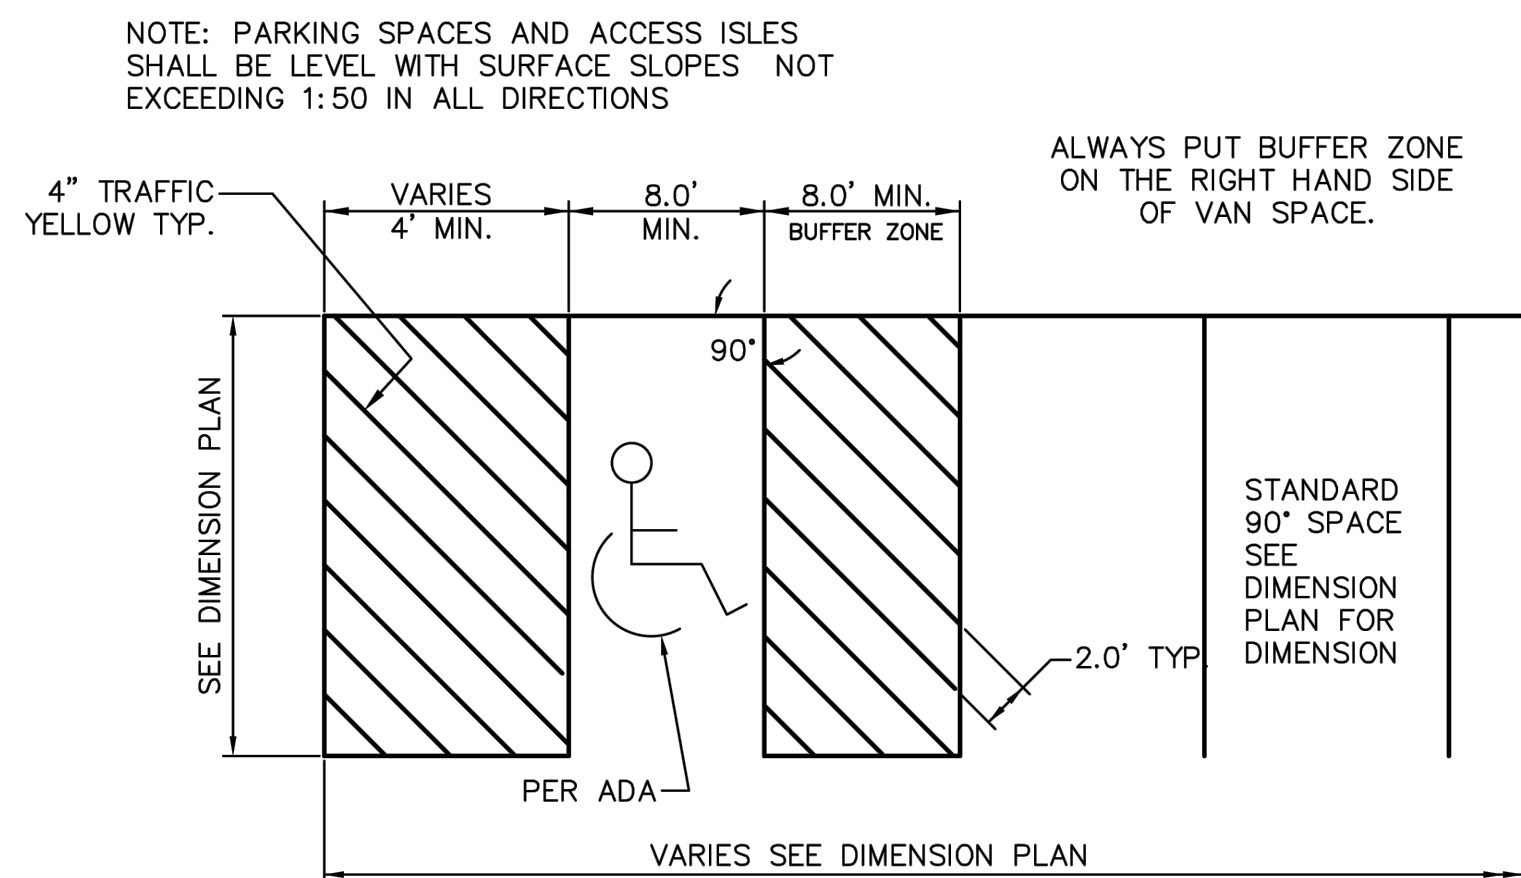 NOTE: PARKING SPACES AND ACCESS ISLES
SHALL BE LEVEL WITH SURFACE SLOPES NOT
EXCEEDING 1:50 IN ALL DIRECTIONS
ALWAYS PUT BUFFER ZONE
ON THE RIGHT HAND SIDE
OF VAN SPACE.
4" TRAFFIC
YELLOW TYP.
VARIES
4' MIN.
8.0'
MIN.
8.0' MIN.
BUFFER ZONE
90°
SEE DIMENSION PLAN
STANDARD
90° SPACE
SEE
DIMENSION
PLAN FOR
DIMENSION
2.0' TYP
PER ADA
VARIES SEE DIMENSION PLAN